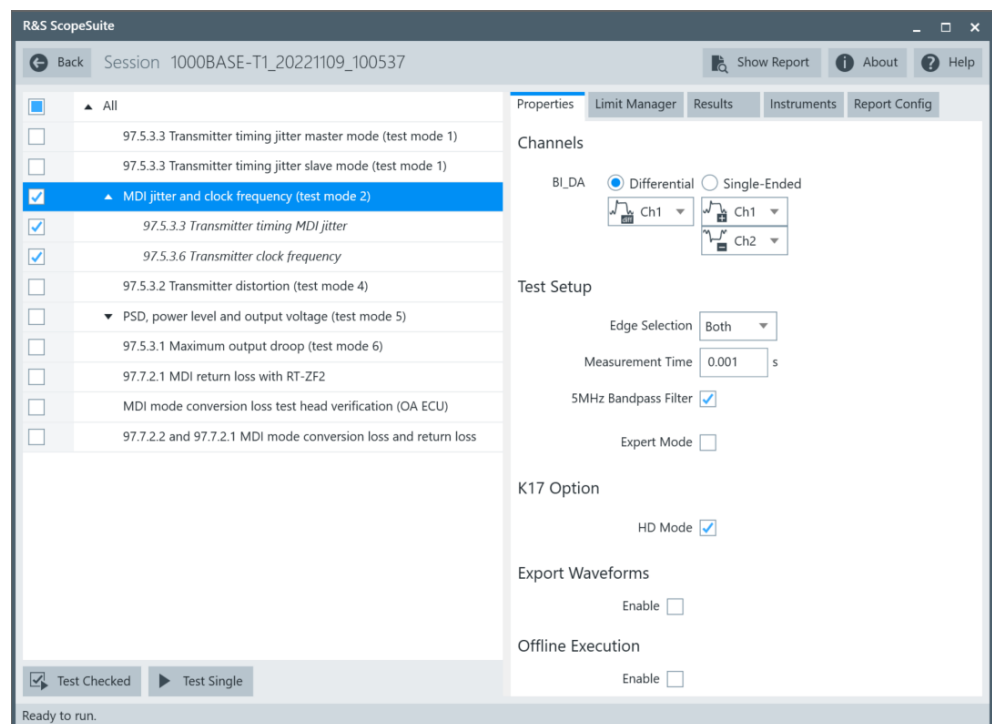 R&S ScopeSuite
Back Session 1000BASE-T1_20221109_100537 Show Report About Help
All
97.5.3.3 Transmitter timing jitter master mode (test mode 1)
97.5.3.3 Transmitter timing jitter slave mode (test mode 1)
MDI jitter and clock frequency (test mode 2)
97.5.3.3 Transmitter timing MDI jitter
97.5.3.6 Transmitter clock frequency
97.5.3.2 Transmitter distortion (test mode 4)
PSD, power level and output voltage (test mode 5)
97.5.3.1 Maximum output droop (test mode 6)
97.7.2.1 MDI return loss with RT-ZF2
MDI mode conversion loss test head verification (OA ECU)
97.7.2.2 and 97.7.2.1 MDI mode conversion loss and return loss
Test Checked Test Single
Properties Limit Manager Results Instruments Report Config
Channels
BI_DA Differential Single-Ended
diff Ch1 Ch1
Ch2
Test Setup
Edge Selection Both
Measurement Time 0.001 s
5MHz Bandpass Filter
Expert Mode
K17 Option
HD Mode
Export Waveforms
Enable
Offline Execution
Enable
Ready to run.